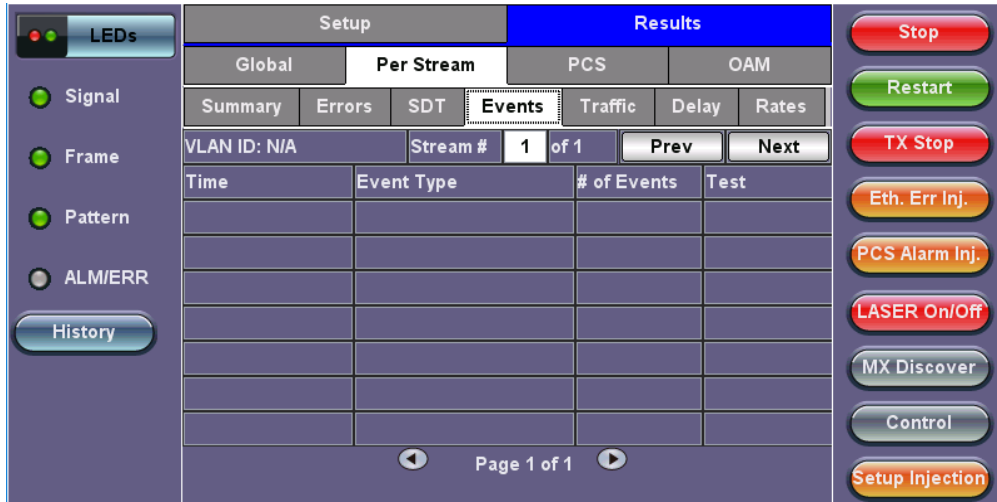 LEDs
Signal
Frame
Pattern
ALM/ERR
History
Setup Results
Global Per Stream PCS OAM
Summary Errors SDT Events Traffic Delay Rates
VLAN ID: N/A Stream # 1 of 1 Prev Next
Time Event Type # of Events Test
Page 1 of 1
Stop
Restart
TX Stop
Eth. Err Inj.
PCS Alarm Inj.
LASER On/Off
MX Discover
Control
Setup Injection